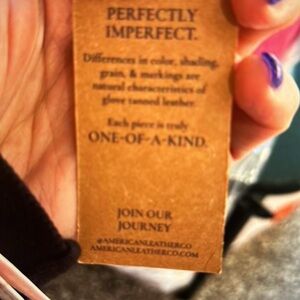 PERFECTLY
IMPERFECT.
Differences in color, shading,
grain, & markings are
natural characteristics of
glove tanned leather.
Each piece is truly
ONE-OF-A-KIND.
JOIN OUR
JOURNEY
@AMERICANLEATHERCO
AMERICANLEATHERCO.COM